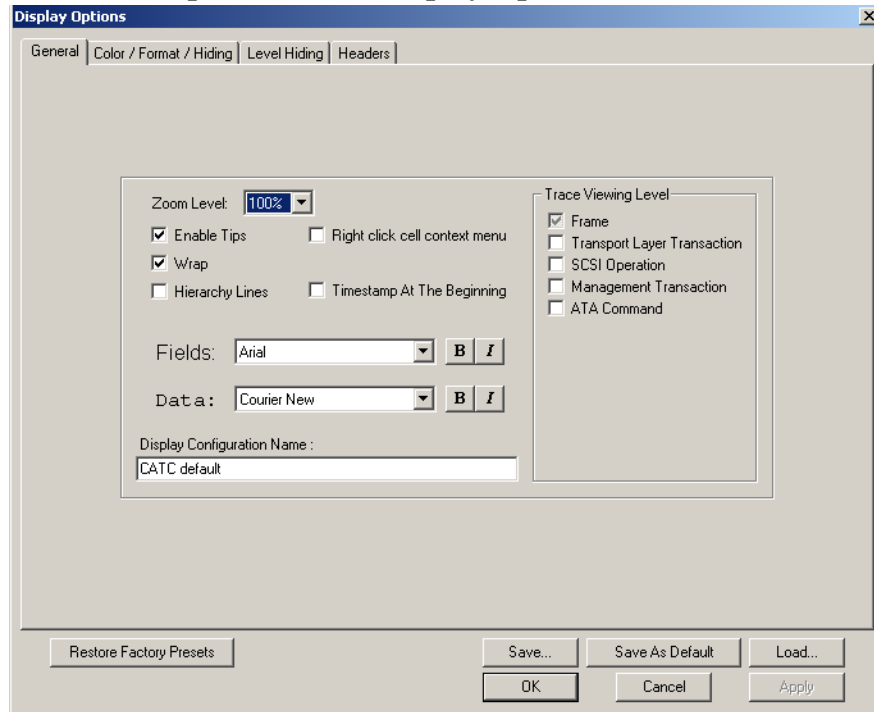 Display Options
General Color / Format / Hiding Level Hiding Headers
Zoom Level: 100%
Enable Tips Right click cell context menu
Wrap
Hierarchy Lines Timestamp At The Beginning
Fields: Arial B I
Data: Courier New B I
Display Configuration Name :
CATC default
Trace Viewing Level
Frame
Transport Layer Transaction
SCSI Operation
Management Transaction
ATA Command
Restore Factory Presets Save... Save As Default Load...
OK Cancel Apply